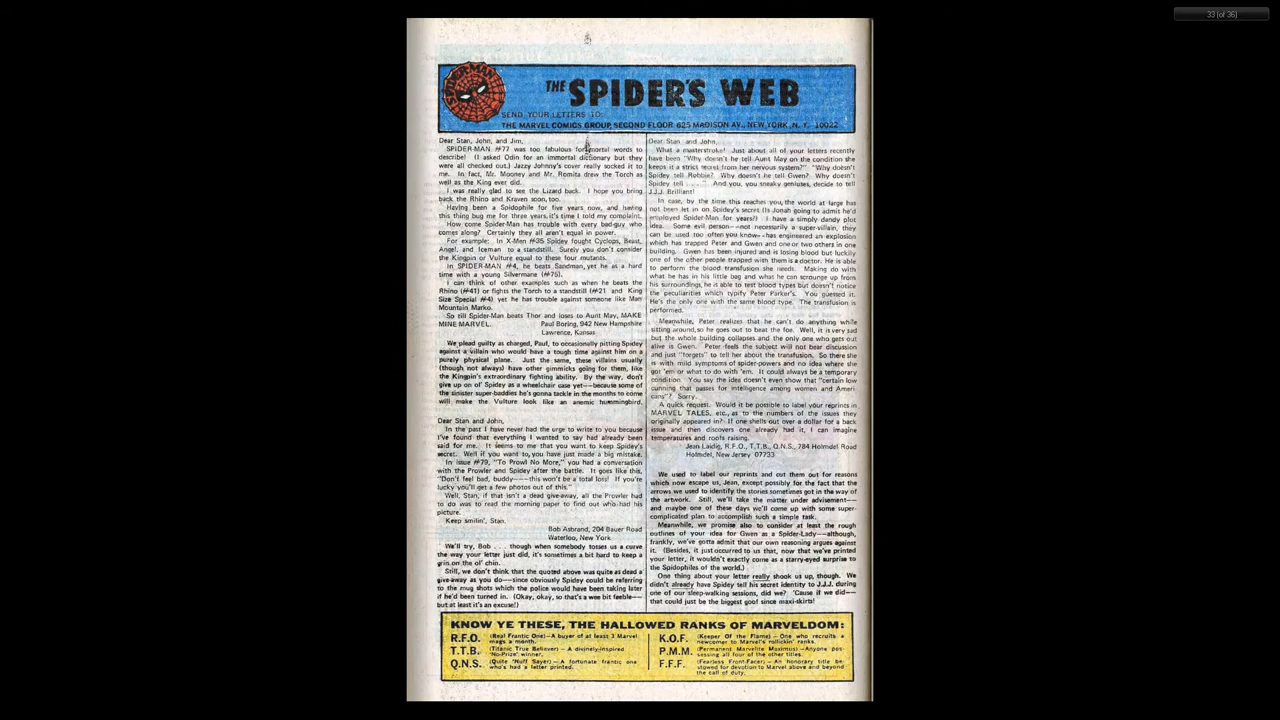 33 [of 36]
SPIDER-MAN
THE SPIDER'S WEB
SEND YOUR LETTERS TO:
THE MARVEL COMICS GROUP, SECOND FLOOR 625 MADISON AV., NEW YORK, N. Y. 10022
Dear Stan, John, and Jim,
SPIDER-MAN #77 was too fabulous for mortal words to
describe! (I asked Odin for an immortal dictionary but they
were all checked out.) Jazzy Johnny's cover really socked it to
me. In fact, Mr. Mooney and Mr. Romita drew the Torch as
well as the King ever did.
I was really glad to see the Lizard back. I hope you bring
back the Rhino and Kraven soon, too.
Having been a Spidophile for five years now, and having
this thing bug me for three years, it's time I told my complaint.
How come Spider-Man has trouble with every bad-guy who
comes along? Certainly they all aren't equal in power.
For example: In X-Men #35 Spidey fought Cyclops, Beast,
Angel, and Iceman to a standstill. Surely you don't consider
the Kingpin or Vulture equal to these four mutants.
In SPIDER-MAN #4, he beats Sandman, yet he as a hard
time with a young Silvermane (#75).
I can think of other examples such as when he beats the
Rhino (#41) or fights the Torch to a standstill (#21 and King
Size Special #4) yet he has trouble against someone like Man
Mountain Marko.
So till Spider-Man beats Thor and loses to Aunt May, MAKE
MINE MARVEL. Paul Boring, 942 New Hampshire
Lawrence, Kansas
We plead guilty as charged, Paul, to occasionally pitting Spidey
against a villain who would have a tough time against him on a
purely physical plane. Just the same, these villains usually
(though not always) have other gimmicks going for them, like
the Kingpin's extraordinary fighting ability. By the way, don't
give up on ol' Spidey as a wheelchair case yet—because some of
the sinister super-baddies he's gonna tackle in the months to come
will make the Vulture look like an anemic hummingbird.
Dear Stan and John,
In the past I have never had the urge to write to you because
I've found that everything I wanted to say had already been
said for me. It seems to me that you want to keep Spidey's
secret. Well if you want to, you have just made a big mistake.
In issue #79, "To Prowl No More," you had a conversation
with the Prowler and Spidey after the battle. It goes like this,
"Don't feel bad, buddy---this won't be a total loss! If you're
lucky you'll get a few photos out of this."
Well, Stan, if that isn't a dead give-away, all the Prowler had
to do was to read the morning paper to find out who had his
picture.
Keep smilin', Stan.
Bob Asbrand, 204 Bauer Road
Waterloo, New York
We'll try, Bob . . . though when somebody tosses us a curve
the way your letter just did, it's sometimes a bit hard to keep a
grin on the ol' chin.
Still, we don't think that the quoted above was quite as dead a
give-away as you do—since obviously Spidey could be referring
to the mug shots which the police would have been taking later
if he'd been turned in. (Okay, okay, so that's a wee bit feeble—
but at least it's an excuse!)
Dear Stan and John,
What a masterstroke! Just about all of your letters recently
have been "Why doesn't he tell Aunt May on the condition she
keeps it a strict secret from her nervous system?" "Why doesn't
Spidey tell Robbie? Why doesn't he tell Gwen? Why doesn't
Spidey tell . . . ." And you, you sneaky geniuses, decide to tell
J.J.J. Brilliant!
In case, by the time this reaches you, the world at large has
not been let in on Spidey's secret (Is Jonah going to admit he'd
employed Spider-Man for years?) I have a simply dandy plot
idea. Some evil person--not necessarily a super-villain, they
can be used too often you know--has engineered an explosion
which has trapped Peter and Gwen and one or two others in one
building. Gwen has been injured and is losing blood but luckily
one of the other people trapped with them is a doctor. He is able
to perform the blood transfusion she needs. Making do with
what he has in his little bag and what he can scrounge up from
his surroundings, he is able to test blood types but doesn't notice
the peculiarities which typify Peter Parker's. You guessed it.
He's the only one with the same blood type. The transfusion is
performed.
Meanwhile, Peter realizes that he can't do anything while
sitting around, so he goes out to beat the foe. Well, it is very sad
but the whole building collapses and the only one who gets out
alive is Gwen. Peter feels the subject will not bear discussion
and just "forgets" to tell her about the transfusion. So there she
is with mild symptoms of spider-powers and no idea where she
got 'em or what to do with 'em. It could always be a temporary
condition. You say the idea doesn't even show that "certain low
cunning that passes for intelligence among women and Ameri-
cans"? Sorry.
A quick request. Would it be possible to label your reprints in
MARVEL TALES, etc., as to the numbers of the issues they
originally appeared in? If one shells out over a dollar for a back
issue and then discovers one already had it, I can imagine
temperatures and roofs raising.
Jean Laidig, R.F.O., T.T.B., Q.N.S., 784 Holmdel Road
Holmdel, New Jersey 07733
We used to label our reprints and cut them out for reasons
which now escape us, Jean, except possibly for the fact that the
arrows we used to identify the stories sometimes got in the way of
the artwork. Still, we'll take the matter under advisement—
and maybe one of these days we'll come up with some super-
complicated plan to accomplish such a simple task.
Meanwhile, we promise also to consider at least the rough
outlines of your idea for Gwen as a Spider-Lady—although,
frankly, we've gotta admit that our own reasoning argues against
it. (Besides, it just occurred to us that, now that we've printed
your letter, it wouldn't exactly come as a starry-eyed surprise to
the Spidophiles of the world.)
One thing about your letter really shook us up, though. We
didn't already have Spidey tell his secret identity to J.J.J. during
one of our sleep-walking sessions, did we? 'Cause if we did—
that could just be the biggest goof since maxi-skirts!
KNOW YE THESE, THE HALLOWED RANKS OF MARVELDOM:
R.F.O. (Real Frantic One)—A buyer of at least 3 Marvel
mags a month.
T.T.B. (Titanic True Believer) — A divinely-inspired
'No-Prize' winner.
Q.N.S. (Quite 'Nuff Sayer) — A fortunate frantic one
who's had a letter printed.
K.O.F. (Keeper Of the Flame) — One who recruits a
newcomer to Marvel's rollickin' ranks.
P.M.M. (Permanent Marvelite Maximus) —Anyone pos-
sessing all four of the other titles.
F.F.F. (Fearless Front-Facer) — An honorary title be-
stowed for devotion to Marvel above and beyond
the call of duty.